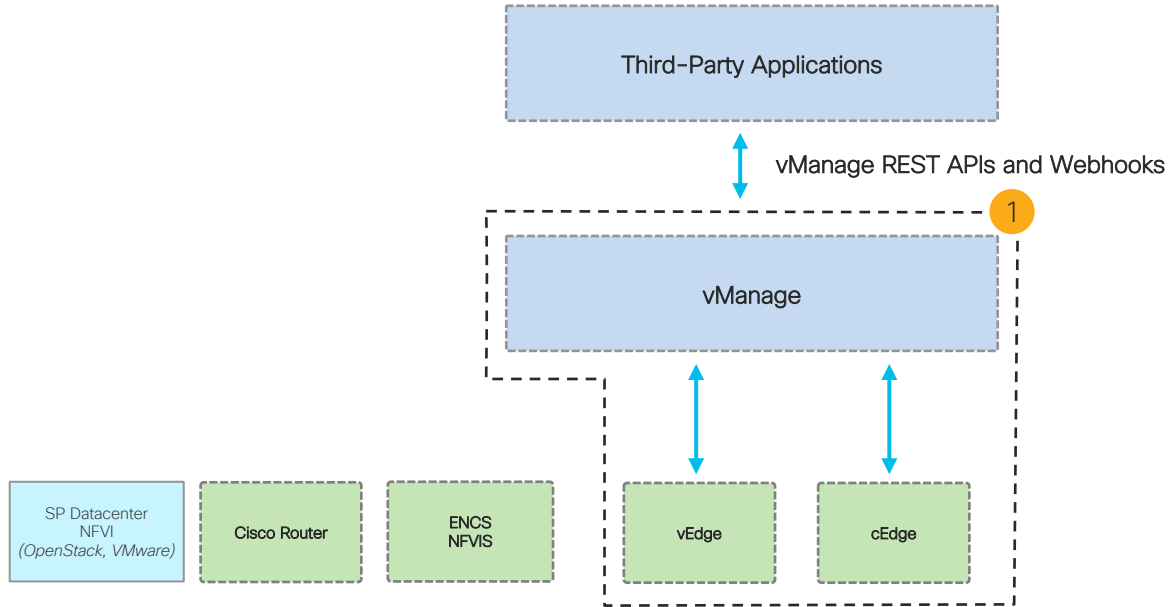 Third-Party Applications
vManage REST APIs and Webhooks
1
vManage
SP Datacenter
NFVI
(OpenStack, VMware)
Cisco Router
ENCS
NFVIS
vEdge
cEdge